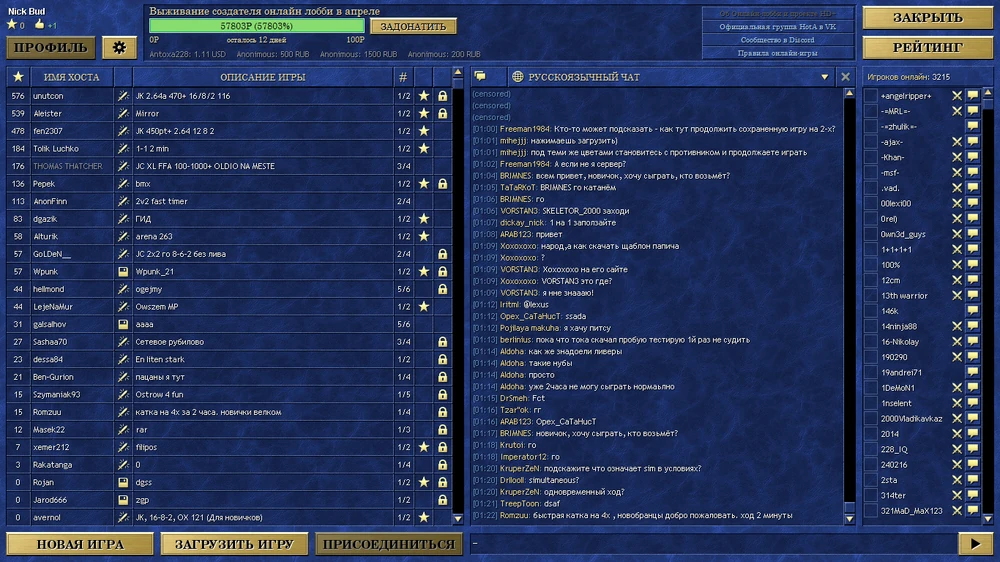 Nick Bud
0 +1
ПРОФИЛЬ
Выживание создателя онлайн лобби в апреле
57803Р (57803%)
0Р осталось 12 дней 100Р
ЗАДОНАТИТЬ
Antoxa228: 1.11 USD Anonimous: 500 RUB Anonimous: 1500 RUB Anonimous: 200 RUB
Официальная группа HotA в VK
Сообщество в Discord
Правила онлайн-игры
ЗАКРЫТЬ
РЕЙТИНГ
ИМЯ ХОСТА ОПИСАНИЕ ИГРЫ #
576 unutcon JK 2.64a 470+ 16/8/2 116 1/2
539 Aleister Mirror 1/2
478 fen2307 JK 450pt+ 2.64 12 8 2 1/2
184 Tolik Luchko 1-1 2 min 1/2
176 THOMAS THATCHER JC XL FFA 100-1000+ OLDIO NA MESTE 3/4
136 Pepek bmx 1/2
113 AnonFinn 2v2 fast timer 2/4
83 dgazik ГИД 1/2
58 Alturik arena 263 1/2
57 GoLDeN__ JC 2x2 го 8-6-2 без лива 2/4
57 Wpunk Wpunk_21 1/2
44 hellmond ogejmy 5/6
44 LejeNaMur Owszem MP 1/2
31 galsalhov aaaa 5/6
27 Sashaa70 Сетевое рубилово 3/4
23 dessa84 En liten stark 1/2
21 Ben-Gurion пацаны я тут 1/4
15 Szymaniak93 Ostrow 4 fun 1/5
15 Romzuu катка на 4х за 2 часа. новички велком 1/4
12 Masek22 rar 1/3
7 xemer212 filipos 1/2
3 Rakatanga 0 1/4
0 Rojan dgss 1/2
0 Jarod666 zgp 1/2
0 avernol JK, 16-8-2, ОХ 121 (Для новичков) 1/2
НОВАЯ ИГРА
ЗАГРУЗИТЬ ИГРУ
ПРИСОЕДИНИТЬСЯ
РУССКОЯЗЫЧНЫЙ ЧАТ
(censored)
(censored)
(censored)
[01:00] Freeman1984: Кто-то может подсказать - как тут продолжить сохраненную игру на 2-х?
[01:01] mihejjj: нажимаешь загрузить)
[01:01] mihejjj: под теми же цветами становитесь с противником и продолжаете играть
[01:02] Freeman1984: А если не я сервер?
[01:04] BRIMNES: всем привет, новичок, хочу сыграть, кто возьмёт?
[01:05] TaTaRKoT: BRIMNES го катанём
[01:06] BRIMNES: го
[01:06] VORSTAN3: SKELETOR_2000 заходи
[01:07] dickay_nick: 1 на 1 заползайте
[01:08] ARAB123: привет
[01:09] Xoxoxoxo: народ,а как скачать щаблон папича
[01:09] Xoxoxoxo: ?
[01:09] VORSTAN3: Xoxoxoxo на его сайте
[01:09] Xoxoxoxo: VORSTAN3 это где?
[01:09] VORSTAN3: я нне знаааю!
[01:12] Iritml: @lexus
[01:12] Opex_CaTaHucT: ssada
[01:12] Pojilaya makuha: я хачу питсу
[01:13] berlinius: пока что тока скачал пробую тестирую 1й раз не судить
[01:14] Aldoha: как же знадоели ливеры
[01:14] Aldoha: такие нубы
[01:14] Aldoha: просто
[01:14] Aldoha: уже 2часа не могу сыграть нормаьлно
[01:15] DrSmeh: Fct
[01:16] Tzar"ok: гг
[01:16] ARAB123: Opex_CaTaHucT
[01:17] BRIMNES: новичок, хочу сыграть, кто возьмёт?
[01:18] Krutoi: го
[01:18] Imperator12: го
[01:20] KruperZeN: подскажите что означает sim в условиях?
[01:20] Drllooll: simultaneous?
[01:20] KruperZeN: одновременный ход?
[01:21] TreepToon: dsaf
[01:22] Romzuu: быстрая катка на 4х , новобранцы добро пожаловать. ход 2 минуты
Игроков онлайн: 3215
+angelripper+
-=MRL=-
-=zhulik=-
-ajax-
-Khan-
-msf-
.vad.
00lexi00
0rel)
0wn3d_guys
1+1+1+1
100%
12cm
13th warrior
146k
14ninja88
16-Nikolay
190290
19andrei71
1DeMoN1
1nselent
2000Vladikavkaz
2014
228_IQ
240216
2sta
314ter
321MaD_MaX123